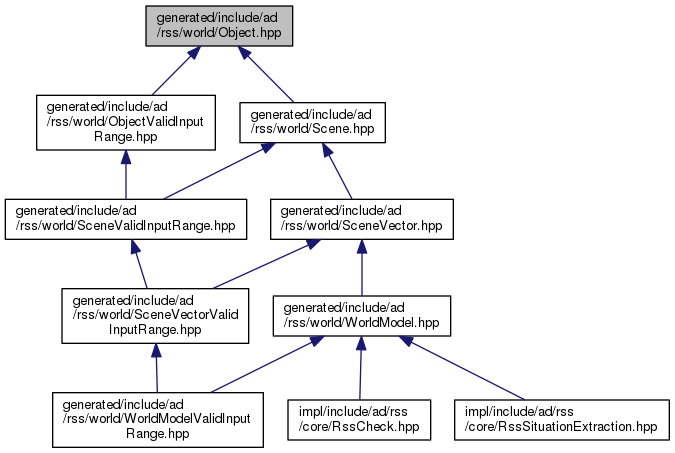 generated/include/ad
/rss/world/Object.hpp
generated/include/ad
/rss/world/ObjectValidInput
Range.hpp
generated/include/ad
/rss/world/Scene.hpp
generated/include/ad
/rss/world/SceneValidInputRange.hpp
generated/include/ad
/rss/world/SceneVector.hpp
generated/include/ad
/rss/world/SceneVectorValid
InputRange.hpp
generated/include/ad
/rss/world/WorldModel.hpp
generated/include/ad
/rss/world/WorldModelValidInput
Range.hpp
impl/include/ad/rss
/core/RssCheck.hpp
impl/include/ad/rss
/core/RssSituationExtraction.hpp